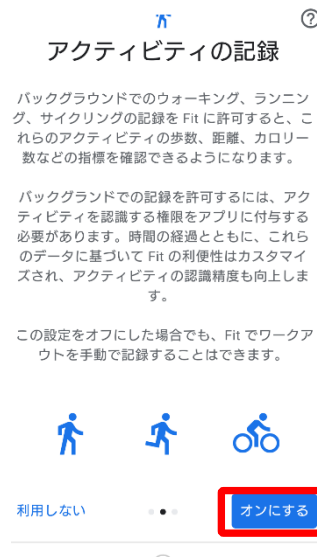 アクティビティの記録
バックグラウンドでのウォーキング、ランニン
グ、サイクリングの記録を Fit に許可すると、こ
れらのアクティビティの歩数、距離、カロリー
数などの指標を確認できるようになります。
バックグランドでの記録を許可するには、アク
ティビティを認識する権限をアプリに付与する
必要があります。時間の経過とともに、これら
のデータに基づいて Fit の利便性はカスタマイ
ズされ、アクティビティの認識精度も向上しま
す。
この設定をオフにした場合でも、Fit でワークア
ウトを手動で記録することはできます。
利用しない
オンにする